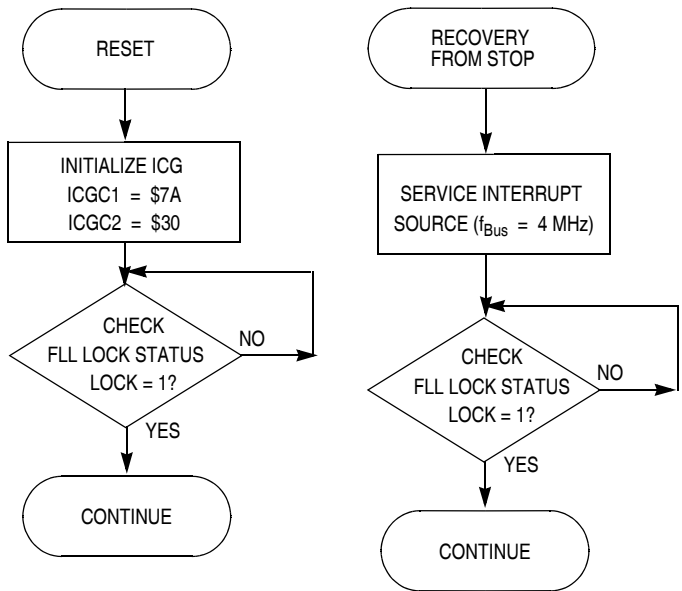 RESET
INITIALIZE ICG
ICGC1 = $7A
ICGC2 = $30
CHECK
FLL LOCK STATUS
LOCK = 1?
NO
YES
CONTINUE
RECOVERY
FROM STOP
SERVICE INTERRUPT
SOURCE (fBus = 4 MHz)
CHECK
FLL LOCK STATUS
LOCK = 1?
NO
YES
CONTINUE